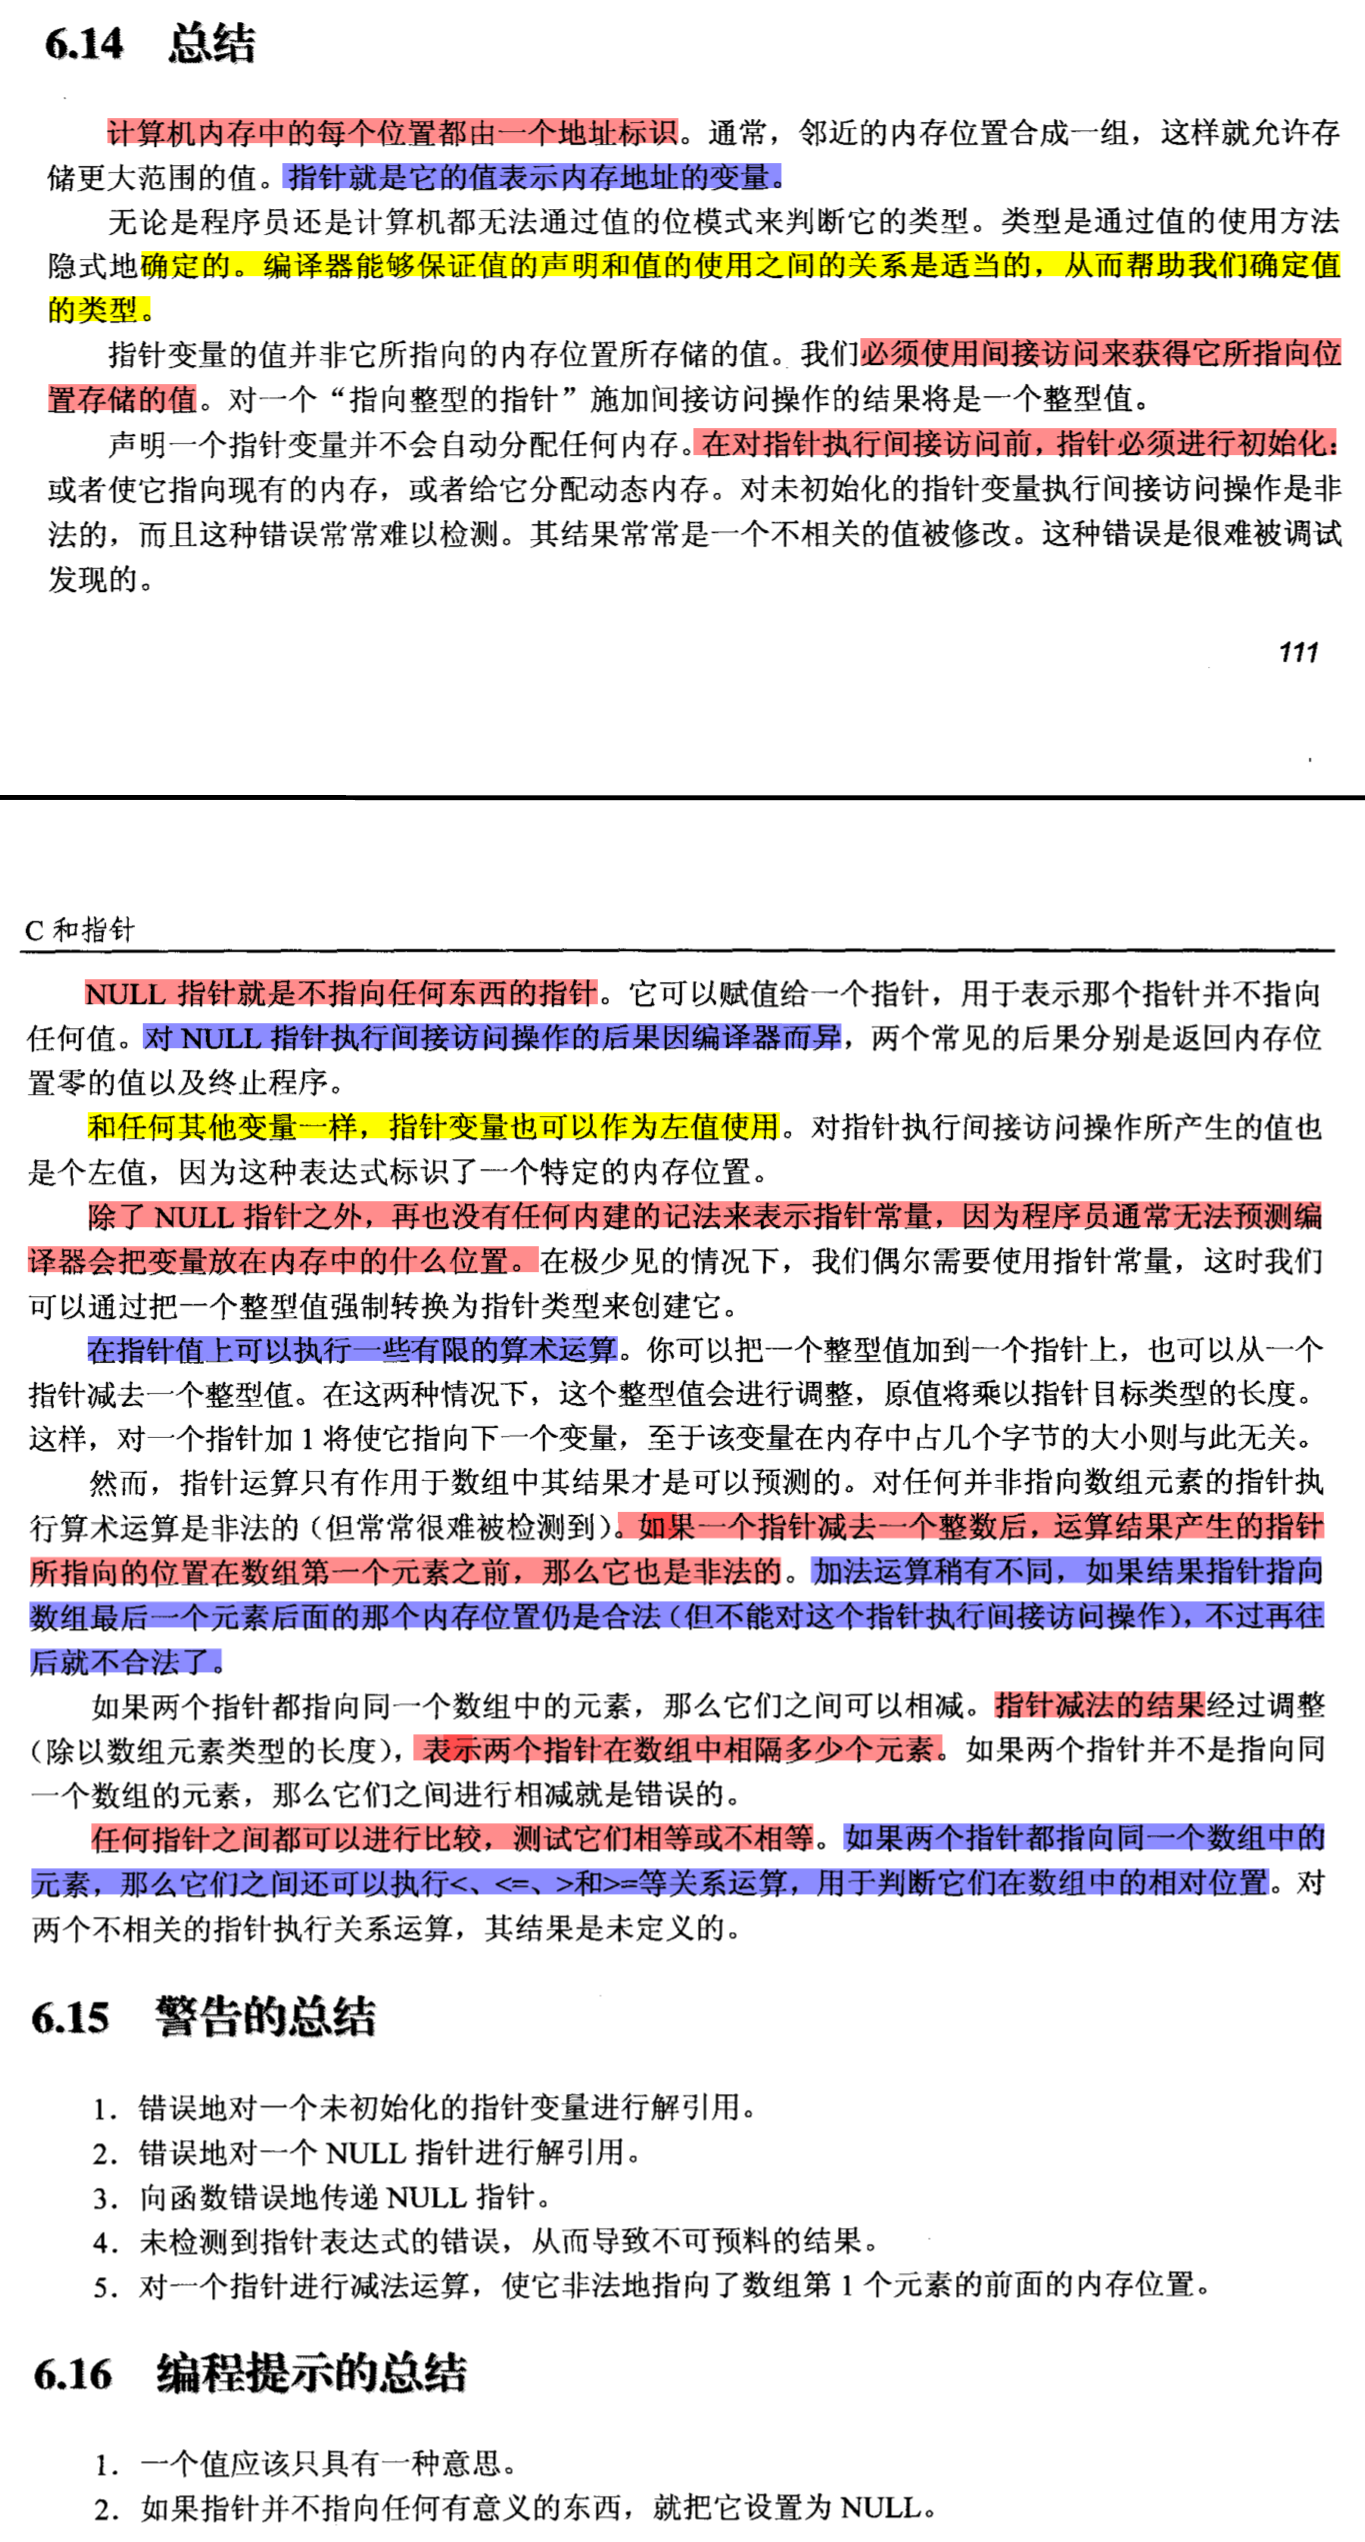 6.14 总结
计算机内存中的每个位置都由一个地址标识。通常，邻近的内存位置合成一组，这样就允许存
储更大范围的值。指针就是它的值表示内存地址的变量。
无论是程序员还是计算机都无法通过值的位模式来判断它的类型。类型是通过值的使用方法
隐式地确定的。编译器能够保证值的声明和值的使用之间的关系是适当的，从而帮助我们确定值
的类型。
指针变量的值并非它所指向的内存位置所存储的值。我们必须使用间接访问来获得它所指向位
置存储的值。对一个“指向整型的指针”施加间接访问操作的结果将是一个整型值。
声明一个指针变量并不会自动分配任何内存。在对指针执行间接访问前，指针必须进行初始化：
或者使它指向现有的内存，或者给它分配动态内存。对未初始化的指针变量执行间接访问操作是非
法的，而且这种错误常常难以检测。其结果常常是一个不相关的值被修改。这种错误是很难被调试
发现的。
111
C 和指针
NULL 指针就是不指向任何东西的指针。它可以赋值给一个指针，用于表示那个指针并不指向
任何值。对 NULL 指针执行间接访问操作的后果因编译器而异，两个常见的后果分别是返回内存位
置零的值以及终止程序。
和任何其他变量一样，指针变量也可以作为左值使用。对指针执行间接访问操作所产生的值也
是个左值，因为这种表达式标识了一个特定的内存位置。
除了 NULL 指针之外，再也没有任何内建的记法来表示指针常量，因为程序员通常无法预测编
译器会把变量放在内存中的什么位置。在极少见的情况下，我们偶尔需要使用指针常量，这时我们
可以通过把一个整型值强制转换为指针类型来创建它。
在指针值上可以执行一些有限的算术运算。你可以把一个整型值加到一个指针上，也可以从一个
指针减去一个整型值。在这两种情况下，这个整型值会进行调整，原值将乘以指针目标类型的长度。
这样，对一个指针加 1 将使它指向下一个变量，至于该变量在内存中占几个字节的大小则与此无关。
然而，指针运算只有作用于数组中其结果才是可以预测的。对任何并非指向数组元素的指针执
行算术运算是非法的（但常常很难被检测到）。如果一个指针减去一个整数后，运算结果产生的指针
所指向的位置在数组第一个元素之前，那么它也是非法的。加法运算稍有不同，如果结果指针指向
数组最后一个元素后面的那个内存位置仍是合法（但不能对这个指针执行间接访问操作），不过再往
后就不合法了。
如果两个指针都指向同一个数组中的元素，那么它们之间可以相减。指针减法的结果经过调整
（除以数组元素类型的长度），表示两个指针在数组中相隔多少个元素。如果两个指针并不是指向同
一个数组的元素，那么它们之间进行相减就是错误的。
任何指针之间都可以进行比较，测试它们相等或不相等。如果两个指针都指向同一个数组中的
元素，那么它们之间还可以执行<、<=、>和>=等关系运算，用于判断它们在数组中的相对位置。对
两个不相关的指针执行关系运算，其结果是未定义的。
6.15 警告的总结
1．错误地对一个未初始化的指针变量进行解引用。
2．错误地对一个 NULL 指针进行解引用。
3．向函数错误地传递 NULL 指针。
4．未检测到指针表达式的错误，从而导致不可预料的结果。
5．对一个指针进行减法运算，使它非法地指向了数组第 1 个元素的前面的内存位置。
6.16 编程提示的总结
1．一个值应该只具有一种意思。
2．如果指针并不指向任何有意义的东西，就把它设置为 NULL。